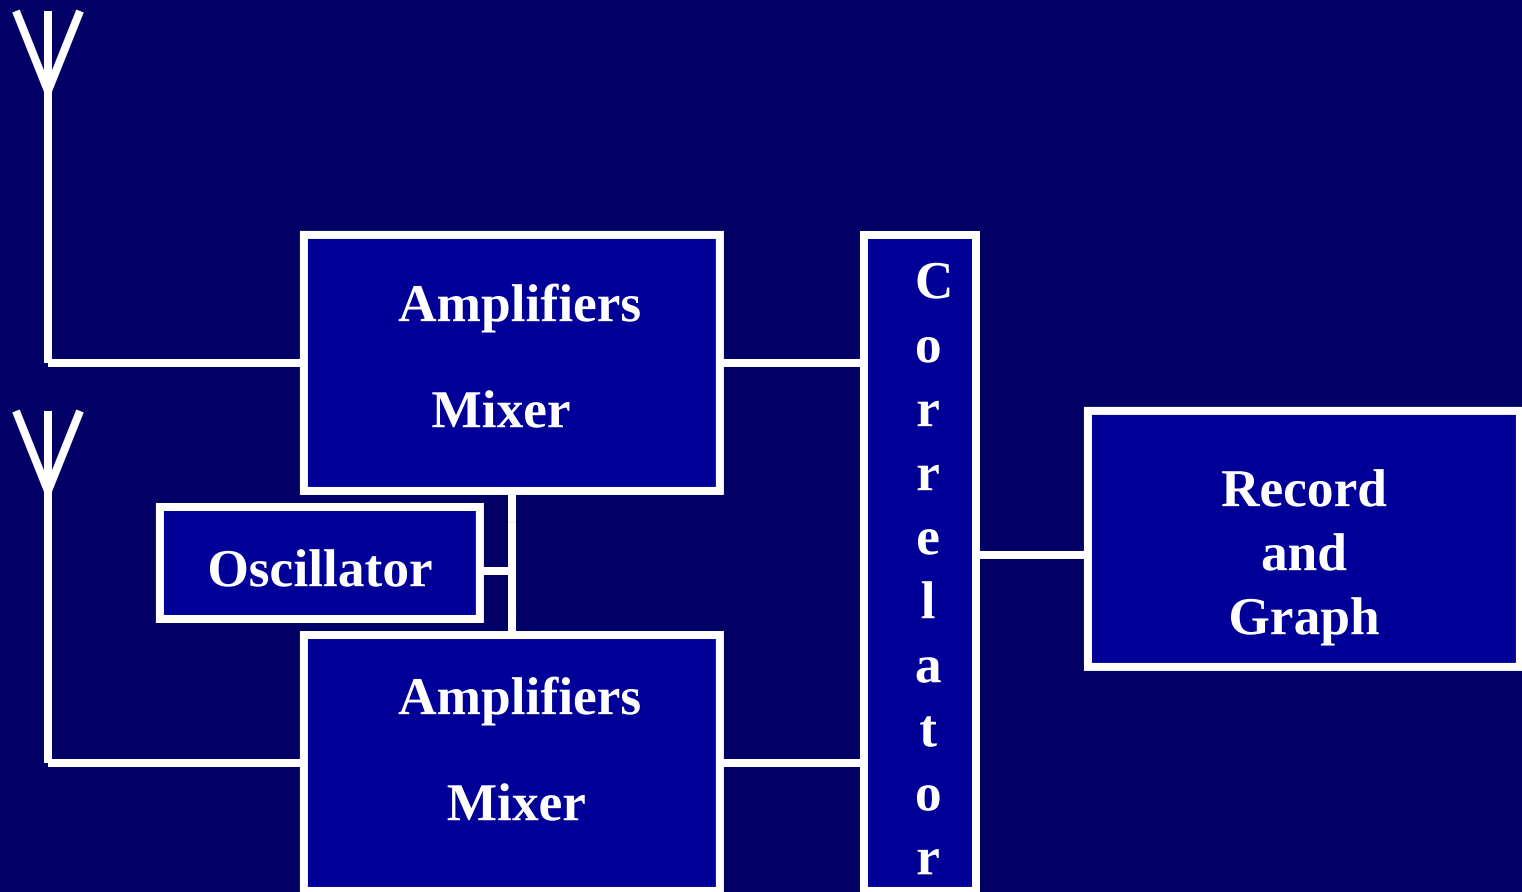 Amplifiers
Mixer
Oscillator
Amplifiers
Mixer
C
o
r
r
e
l
a
t
o
r
Record
and
Graph